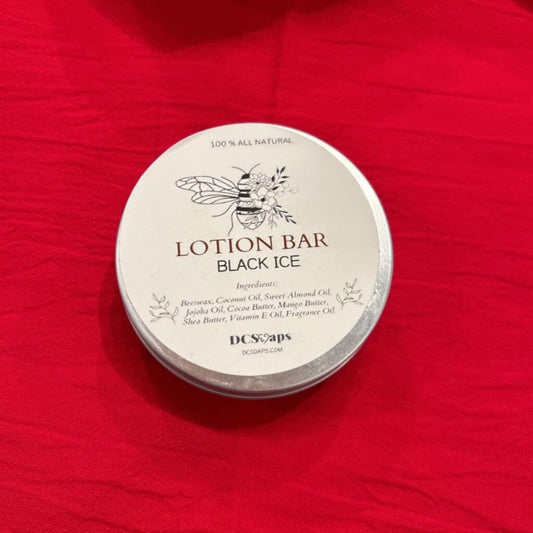 100 % ALL NATURAL
LOTION BAR
BLACK ICE
Ingredients:
Beeswax, Coconut Oil, Sweet Almond Oil,
Jojoba Oil, Cocoa Butter, Mango Butter,
Shea Butter, Vitamin E Oil, Fragrance Oil
DCSoaps
DCSOAPS.COM